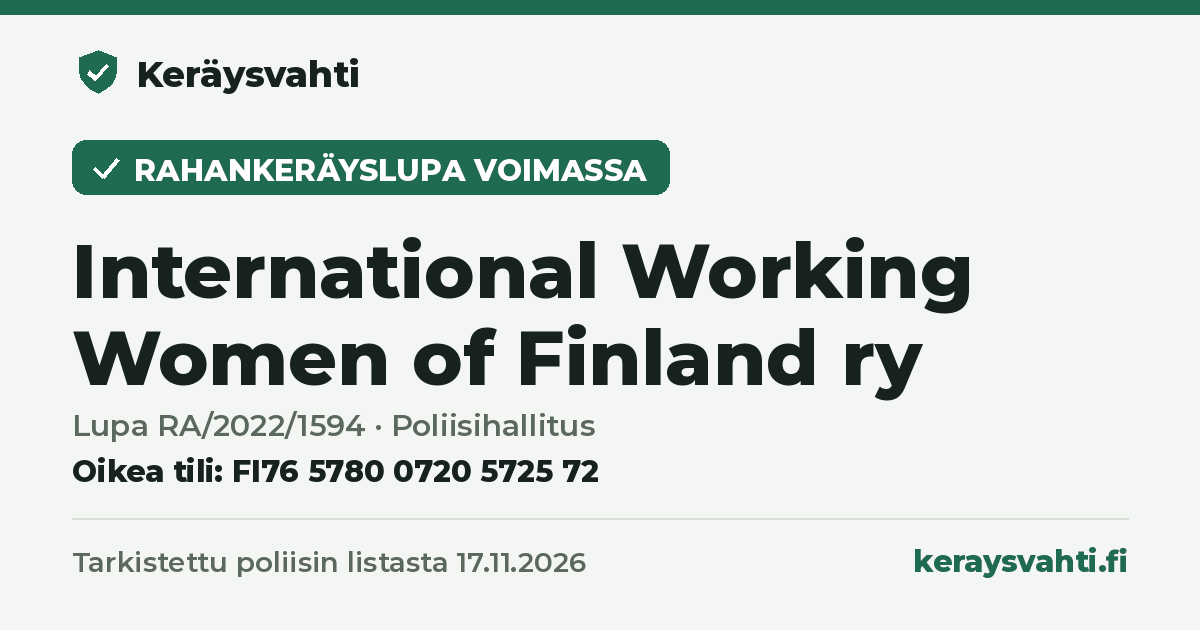 Keräysvahti
RAHANKERÄYSLUPA VOIMASSA
International Working
Women of Finland ry
Lupa RA/2022/1594 · Poliisihallitus
Oikea tili: FI76 5780 0720 5725 72
Tarkistettu poliisin listasta 17.11.2026
keraysvahti.fi